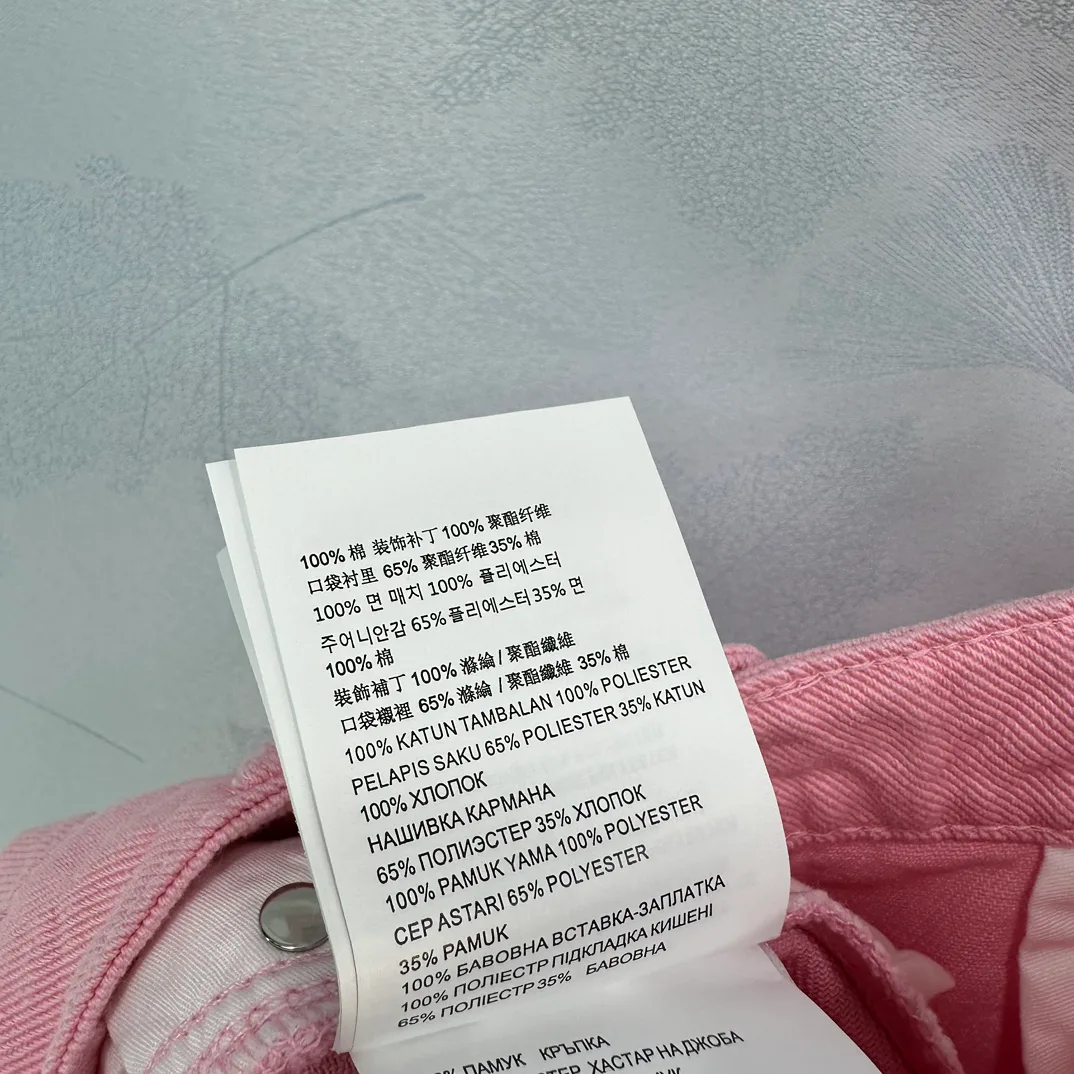 100% 棉 装饰补丁 100% 聚酯纤维
口袋衬里 65% 聚酯纤维 35% 棉
100% 면 매치 100% 폴리에스터
주어니안감 65% 폴리에스터 35% 면
100% 棉
裝飾補丁 100% 滌綸 / 聚酯纖維
口袋襯裡 65% 滌綸 / 聚酯纖維 35% 棉
100% KATUN TAMBALAN 100% POLIESTER
PELAPIS SAKU 65% POLIESTER 35% KATUN
100% ХЛОПОК
НАШИВКА КАРМАНА
65% ПОЛИЭСТЕР 35% ХЛОПОК
100% PAMUK YAMA 100% POLYESTER
CEP ASTARI 65% POLYESTER
35% PAMUK
100% БАВОВНА ВСТАВКА-ЗАПЛАТКА
100% ПОЛІЕСТР ПІДКЛАДКА КИШЕНІ
65% ПОЛІЕСТР 35% БАВОВНА
ПАМУК КРЪПКА
ХАСТАР НА ДЖОБА